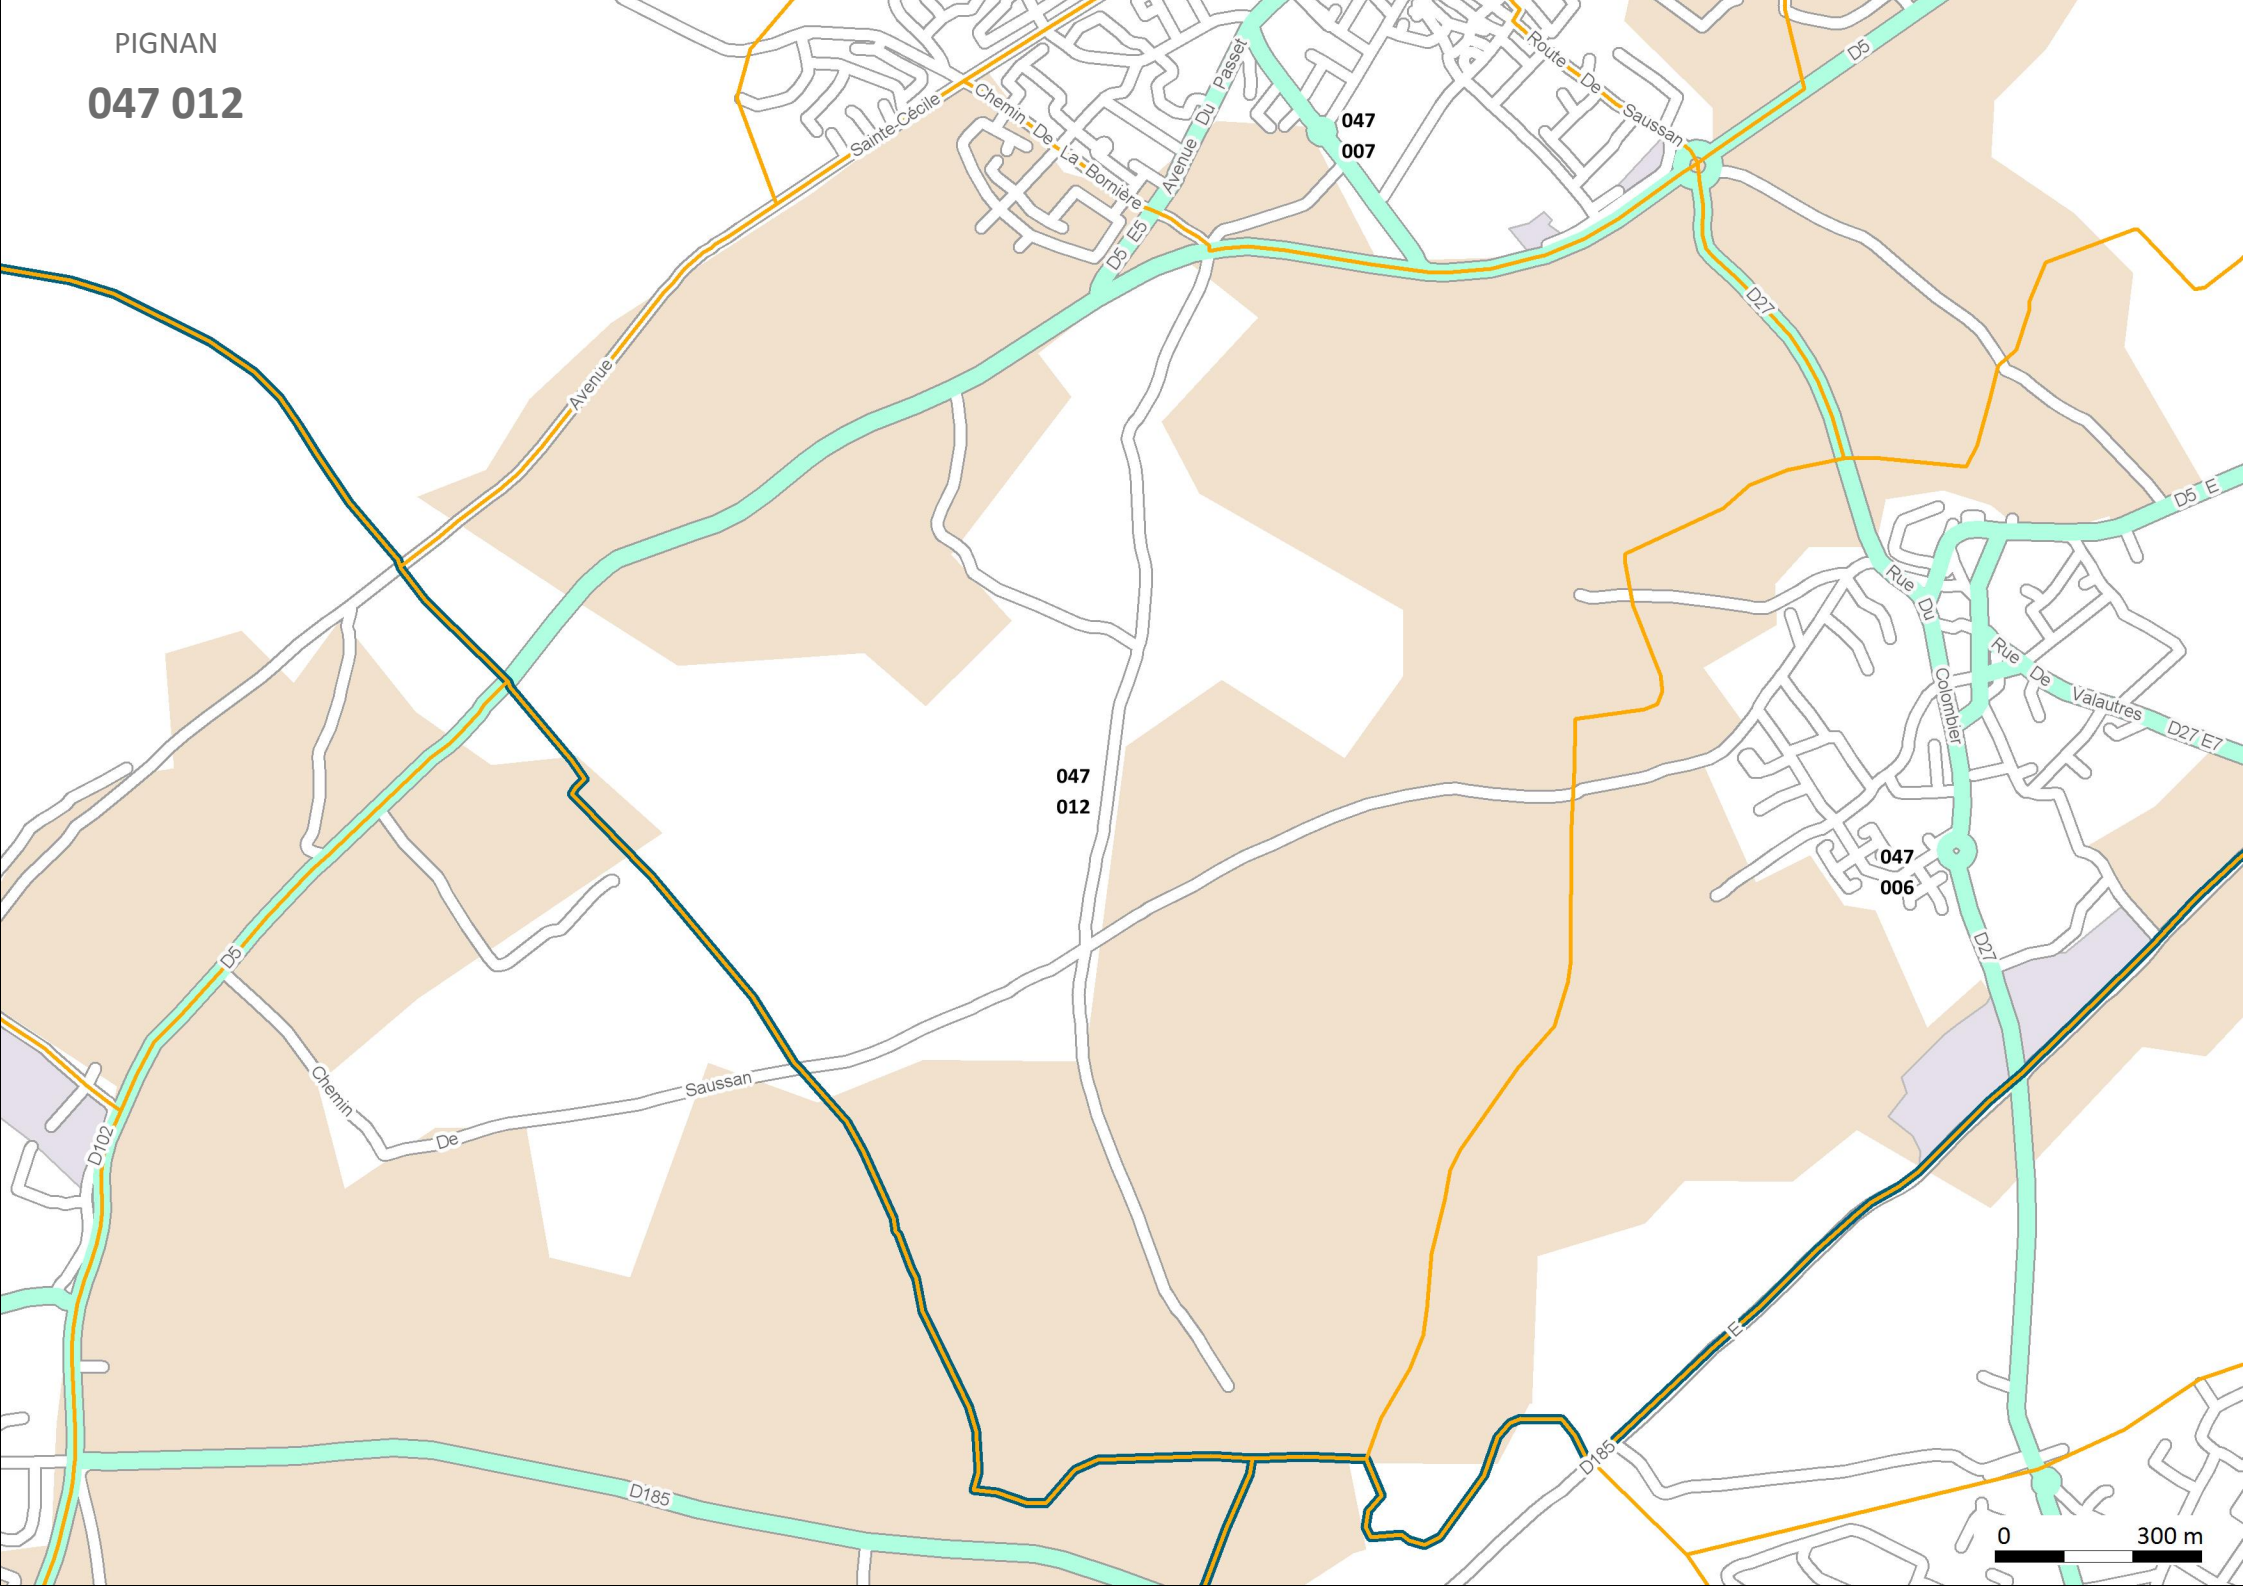 PIGNAN
047 012
D5
Route De Saussan
Avenue Du Passet
047
007
Sainte-Cécile
Chemin De La Bornière
D5 E5
D27
Avenue
D5 E
Rue Du Colombier
Rue De Valautres
D27 E7
047
012
047
006
D5
D27
Chemin De Saussan
D102
E
D185
D185
0 300 m